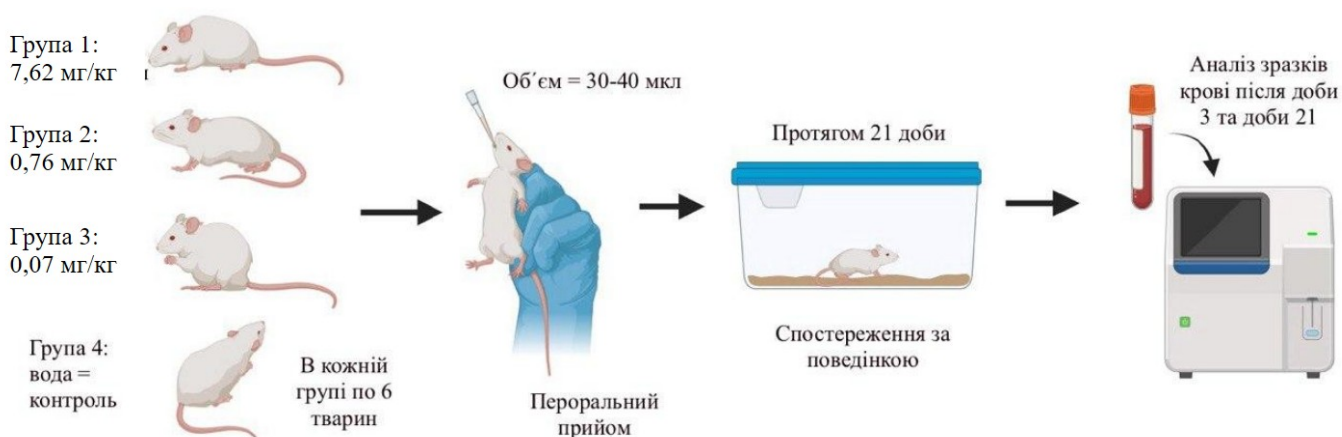 Група 1:
7,62 мг/кг
Група 2:
0,76 мг/кг
Група 3:
0,07 мг/кг
Група 4:
вода =
контроль
В кожній
групі по 6
тварин
Об´єм = 30-40 мкл
Пероральний
прийом
Протягом 21 доби
Спостереження за
поведінкою
Аналіз зразків
крові після доби
3 та доби 21